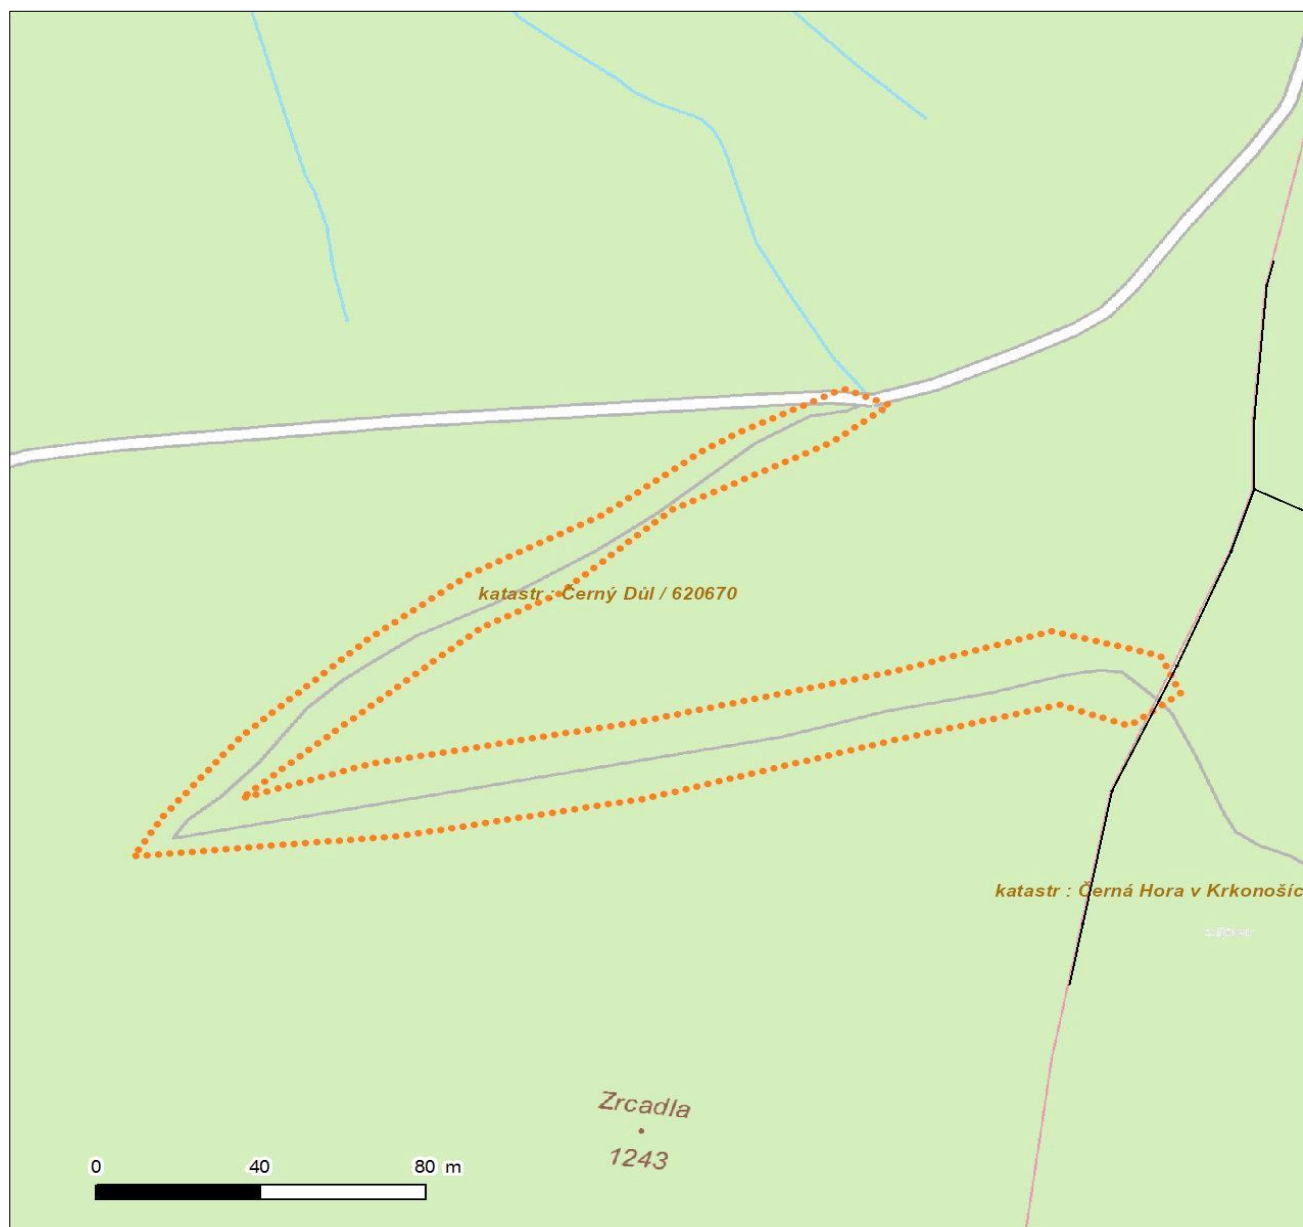 katastr : Černý Důl / 620670
katastr : Černá Hora v Krkonošíc
Zrcadla
1243
0 40 80 m